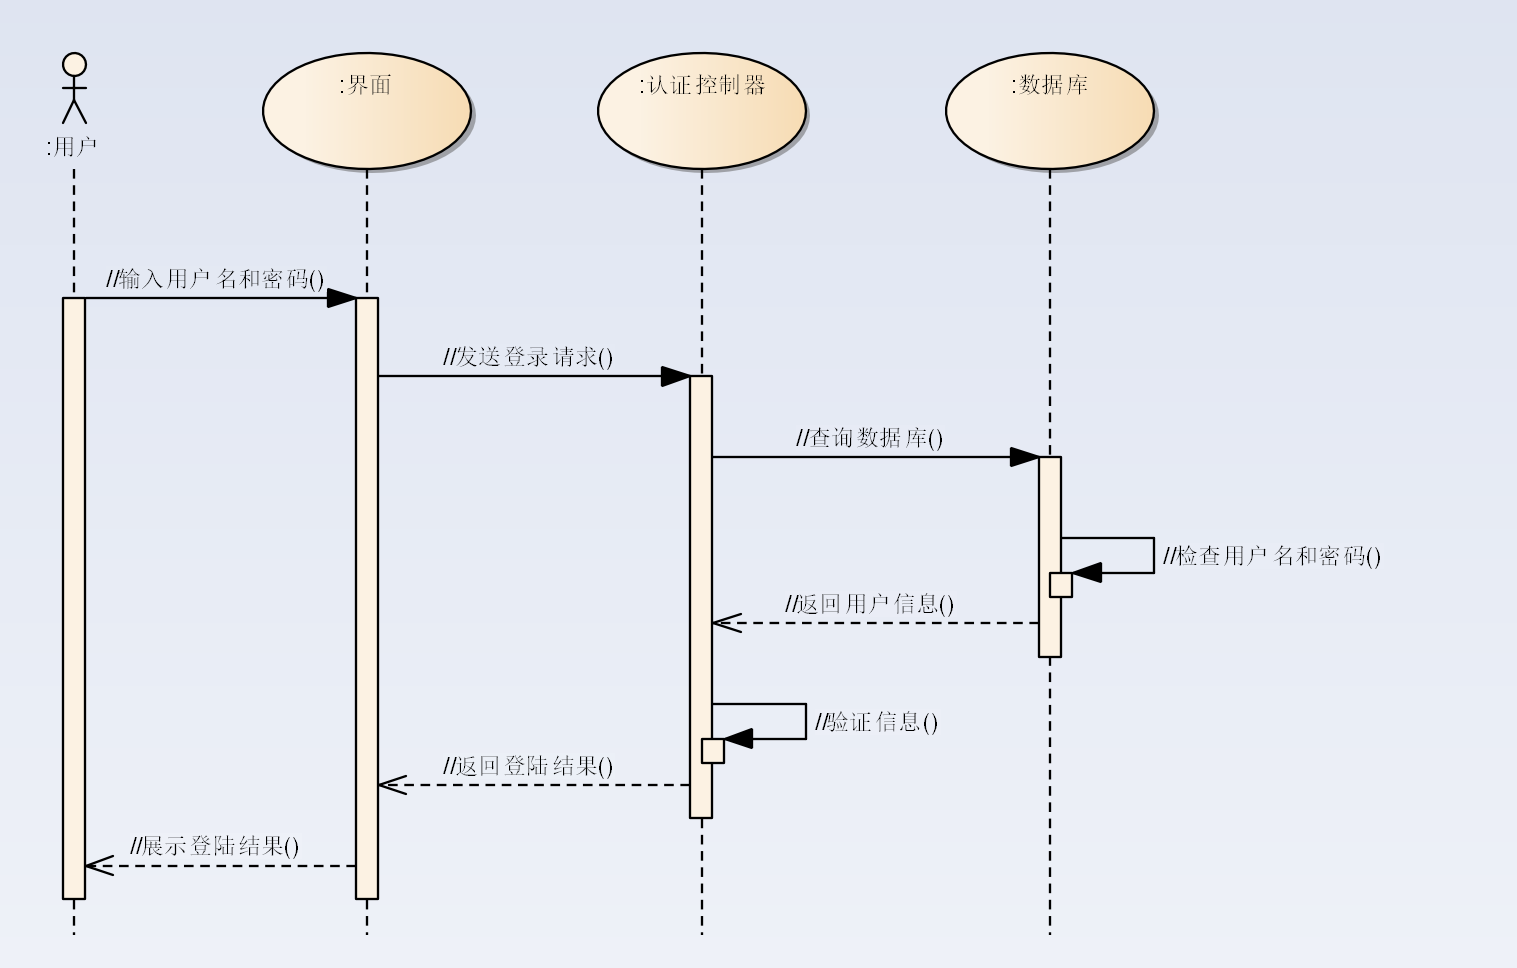 :用户
:界面
:认证控制器
:数据库
//输入用户名和密码()
//发送登录请求()
//查询数据库()
//检查用户名和密码()
//返回用户信息()
//验证信息()
//返回登陆结果()
//展示登陆结果()